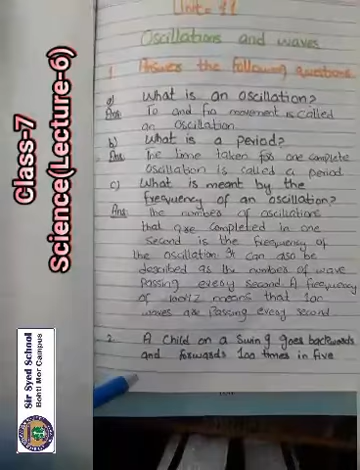 Class-7
Science(Lecture-6)
Sir Syed School
Bohti Mor Campus
Unit= 11
Oscillations and waves
1. Answer the following questions
a) What is an oscillation?
Ans: To and fro movement is called
an oscillation
b) What is a period?
Ans: The time taken for one complete
oscillation is called a period.
c) What is meant by the
frequency of an oscillation?
Ans: The numbers of oscillations
that are completed in one
second is the frequency of
the oscillation. It can also be
described as the numbers of wave
Passing every second. A frequency
of 100HZ means that 100
waves are passing every second
2. A child on a swing goes backwards
and forwards 100 times in five